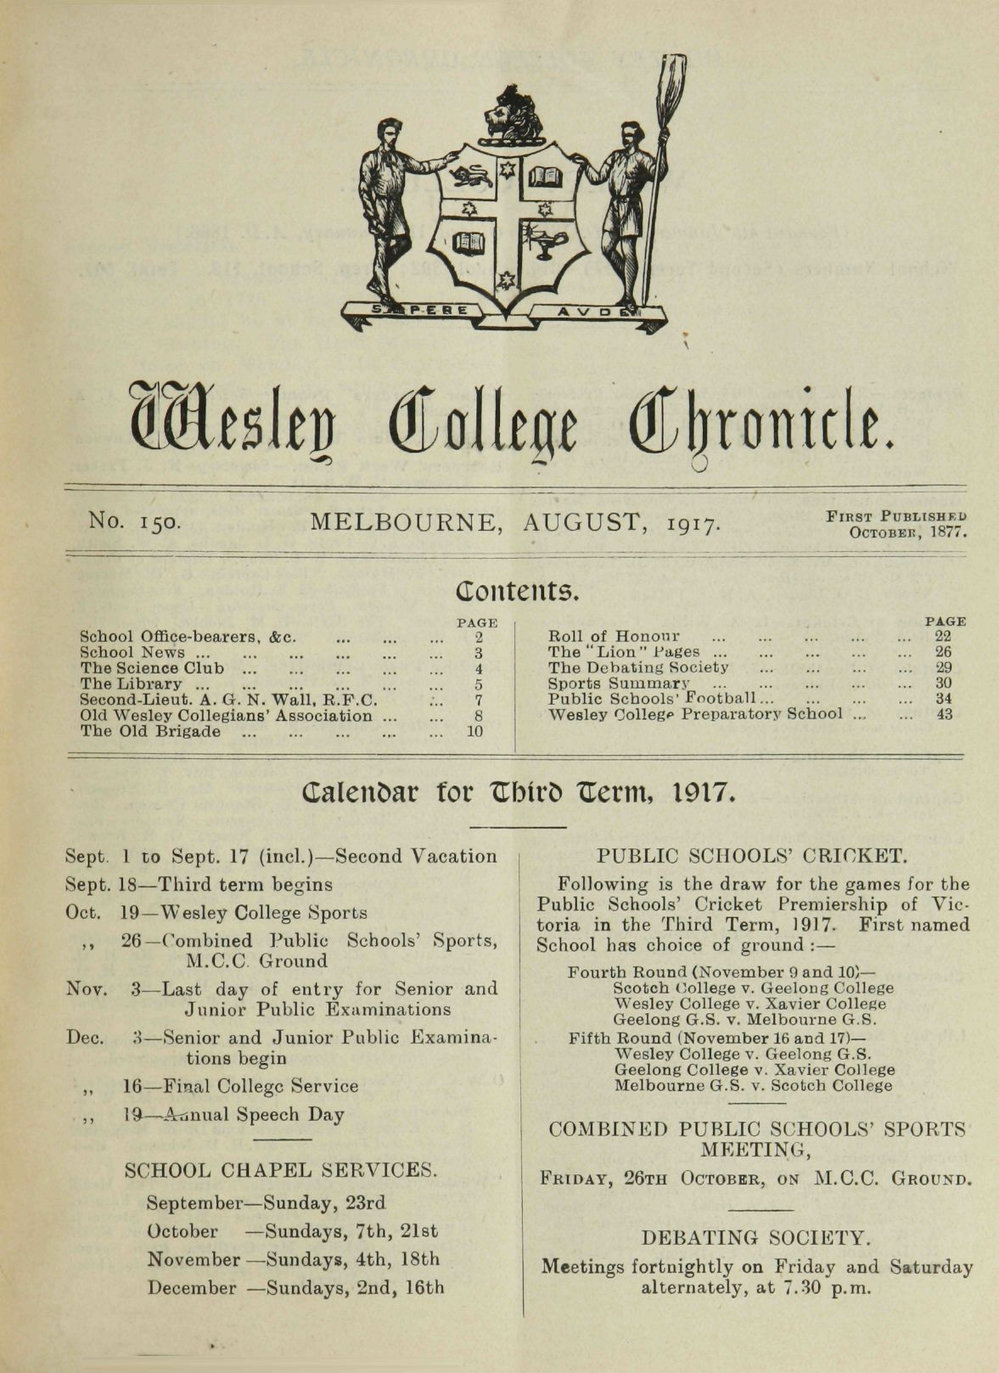 SAPERE AVDE
Wesley College Chronicle.
No. 150.
MELBOURNE, AUGUST, 1917.
FIRST PUBLISHED
OCTOBER, 1877.
Contents.
PAGE
School Office-bearers, &c. ... ... ... 2
School News ... ... ... ... ... ... 3
The Science Club ... ... ... ... ... 4
The Library ... ... ... ... ... ... 5
Second-Lieut. A. G. N. Wall, R.F.C. ... 7
Old Wesley Collegians' Association ... ... 8
The Old Brigade ... ... ... ... ... 10
PAGE
Roll of Honour ... ... ... ... ... 22
The "Lion" Pages ... ... ... ... ... 26
The Debating Society ... ... ... ... 29
Sports Summary ... ... ... ... ... 30
Public Schools' Football ... ... ... ... 34
Wesley College Preparatory School ... ... 43
Calendar for Third Term, 1917.
Sept. 1 to Sept. 17 (incl.)—Second Vacation
Sept. 18—Third term begins
Oct. 19—Wesley College Sports
,, 26—Combined Public Schools' Sports,
M.C.C. Ground
Nov. 3—Last day of entry for Senior and
Junior Public Examinations
Dec. 3—Senior and Junior Public Examina-
tions begin
,, 16—Final College Service
,, 19—Annual Speech Day
SCHOOL CHAPEL SERVICES.
September—Sunday, 23rd
October —Sundays, 7th, 21st
November—Sundays, 4th, 18th
December —Sundays, 2nd, 16th
PUBLIC SCHOOLS' CRICKET.
Following is the draw for the games for the
Public Schools' Cricket Premiership of Vic-
toria in the Third Term, 1917. First named
School has choice of ground :—
Fourth Round (November 9 and 10)—
Scotch College v. Geelong College
Wesley College v. Xavier College
Geelong G.S. v. Melbourne G.S.
Fifth Round (November 16 and 17)—
Wesley College v. Geelong G.S.
Geelong College v. Xavier College
Melbourne G.S. v. Scotch College
COMBINED PUBLIC SCHOOLS' SPORTS
MEETING,
FRIDAY, 26TH OCTOBER, ON M.C.C. GROUND.
DEBATING SOCIETY.
Meetings fortnightly on Friday and Saturday
alternately, at 7.30 p.m.